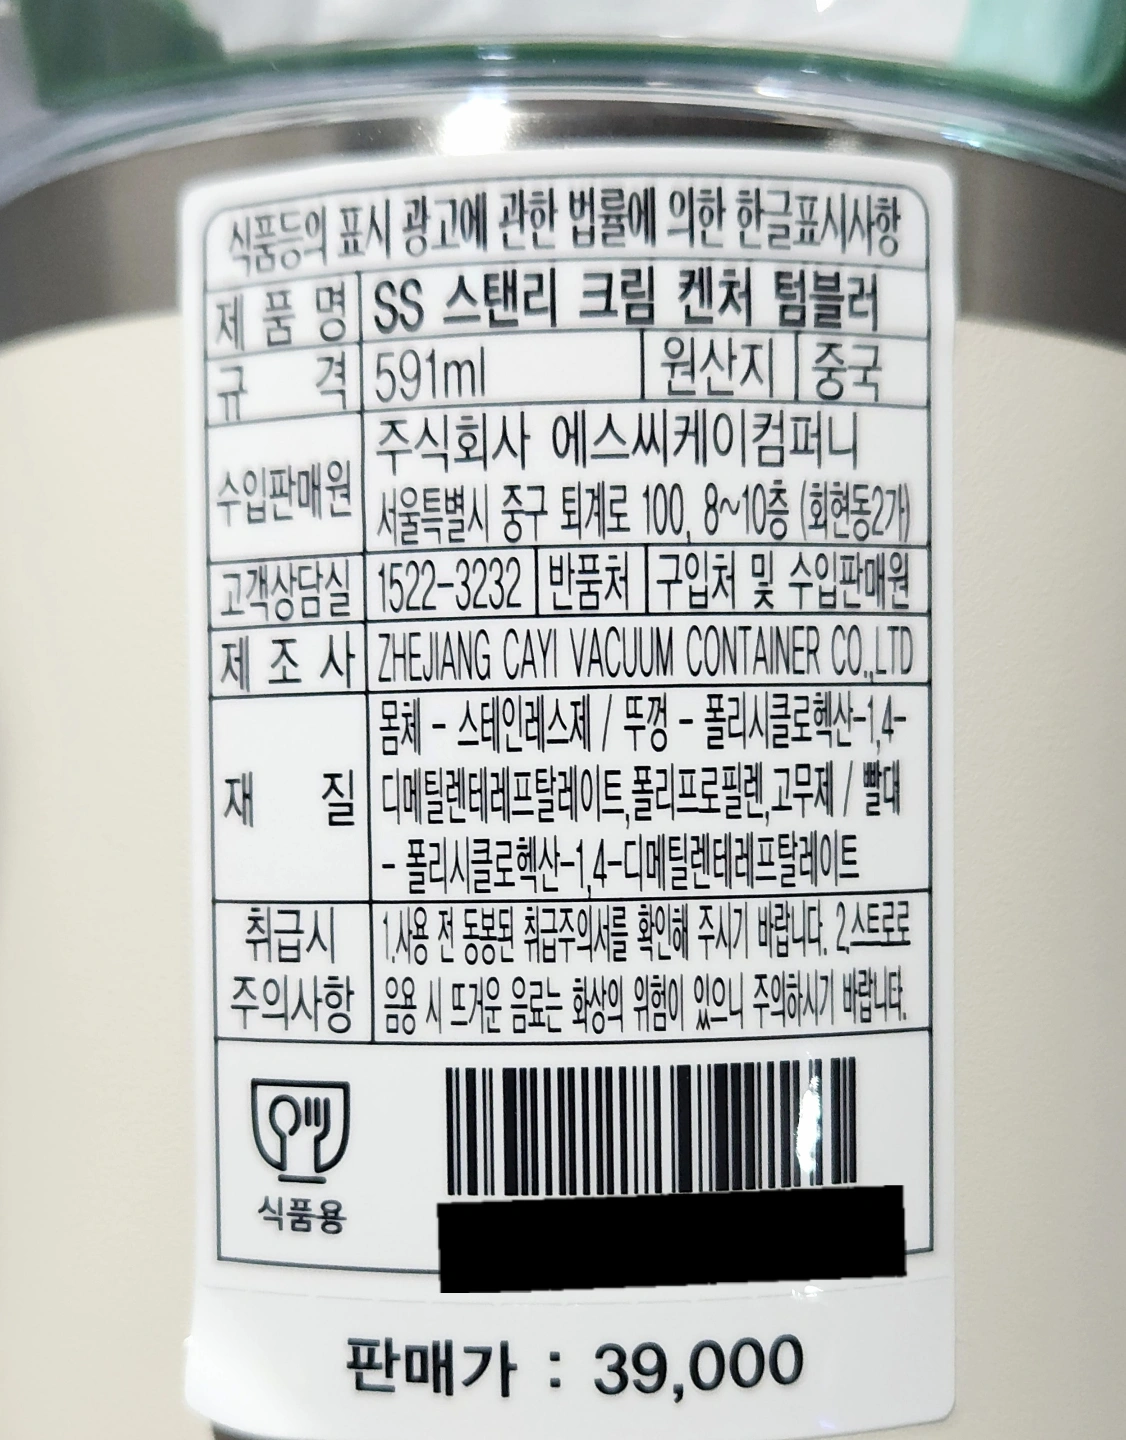 식품등의 표시 광고에 관한 법률에 의한 한글표시사항
제 품 명 SS 스탠리 크림 켄처 텀블러
규 격 591ml 원산지 중국
수입판매원 주식회사 에스씨케이컴퍼니
서울특별시 중구 퇴계로 100, 8~10층 (회현동2가)
고객상담실 1522-3232 반품처 구입처 및 수입판매원
제 조 사 ZHEJIANG CAYI VACUUM CONTAINER CO.,LTD
재 질 몸체 - 스테인레스제 / 뚜껑 - 폴리시클로헥산-1,4-
디메틸렌테레프탈레이트,폴리프로필렌,고무제 / 빨대
- 폴리시클로헥산-1,4-디메틸렌테레프탈레이트
취급시 주의사항 1.사용 전 동봉된 취급주의서를 확인해 주시기 바랍니다. 2.스트로로
음용 시 뜨거운 음료는 화상의 위험이 있으니 주의하시기 바랍니다.
식품용
판매가 : 39,000